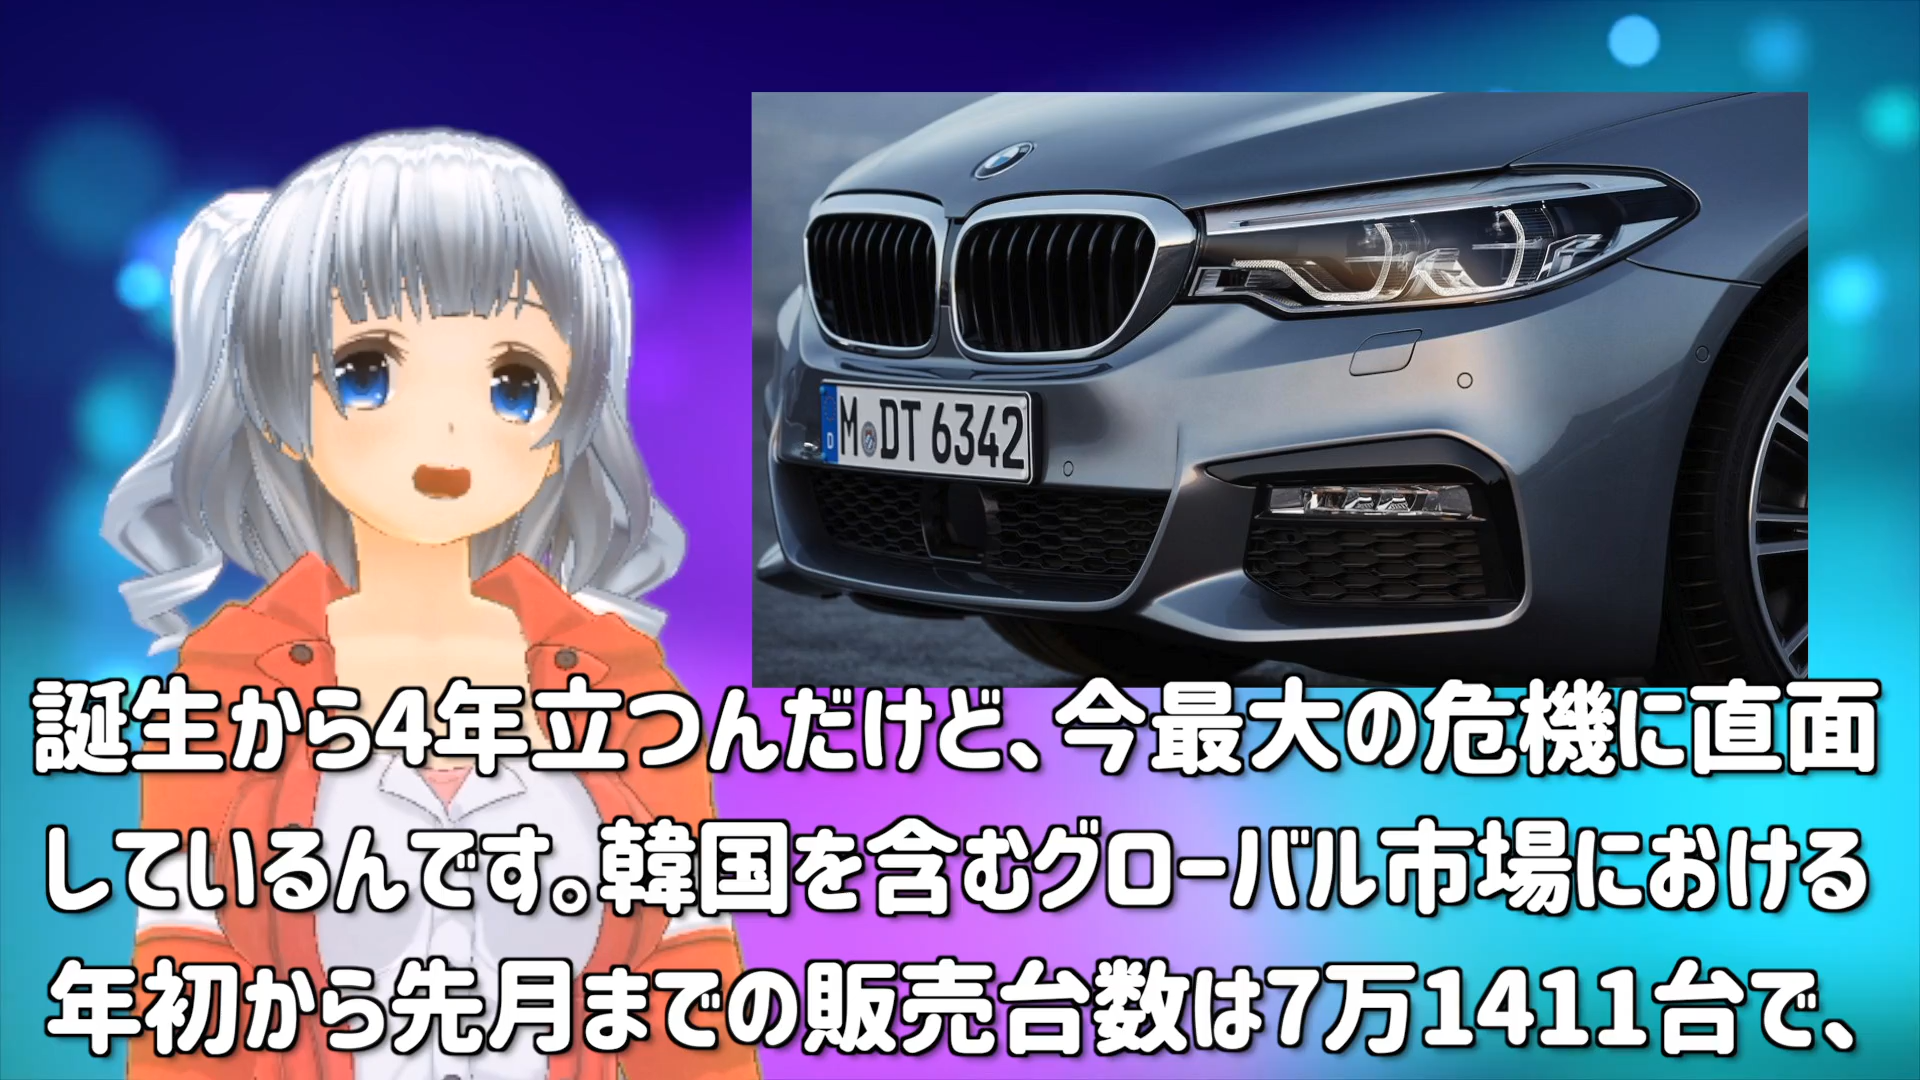 M DT 6342
D
誕生から4年立つんだけど、今最大の危機に直面
しているんです。韓国を含むグローバル市場における
年初から先月までの販売台数は7万1411台で、